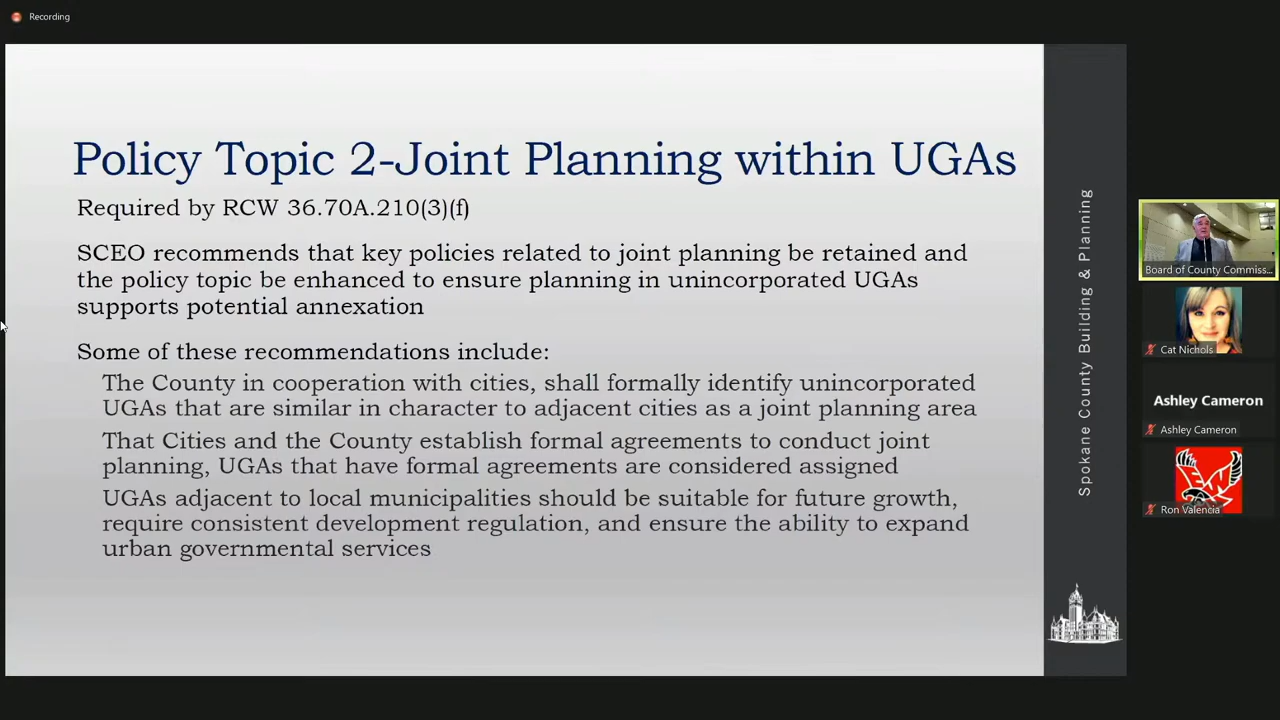 Recording
Policy Topic 2-Joint Planning within UGAs
Required by RCW 36.70A.210(3)(f)
SCEO recommends that key policies related to joint planning be retained and
the policy topic be enhanced to ensure planning in unincorporated UGAs
supports potential annexation
Some of these recommendations include:
The County in cooperation with cities, shall formally identify unincorporated
UGAs that are similar in character to adjacent cities as a joint planning area
That Cities and the County establish formal agreements to conduct joint
planning, UGAs that have formal agreements are considered assigned
UGAs adjacent to local municipalities should be suitable for future growth,
require consistent development regulation, and ensure the ability to expand
urban governmental services
Spokane County Building & Planning
Board of County Commiss...
Cat Nichols
Ashley Cameron
Ashley Cameron
Ron Valencia